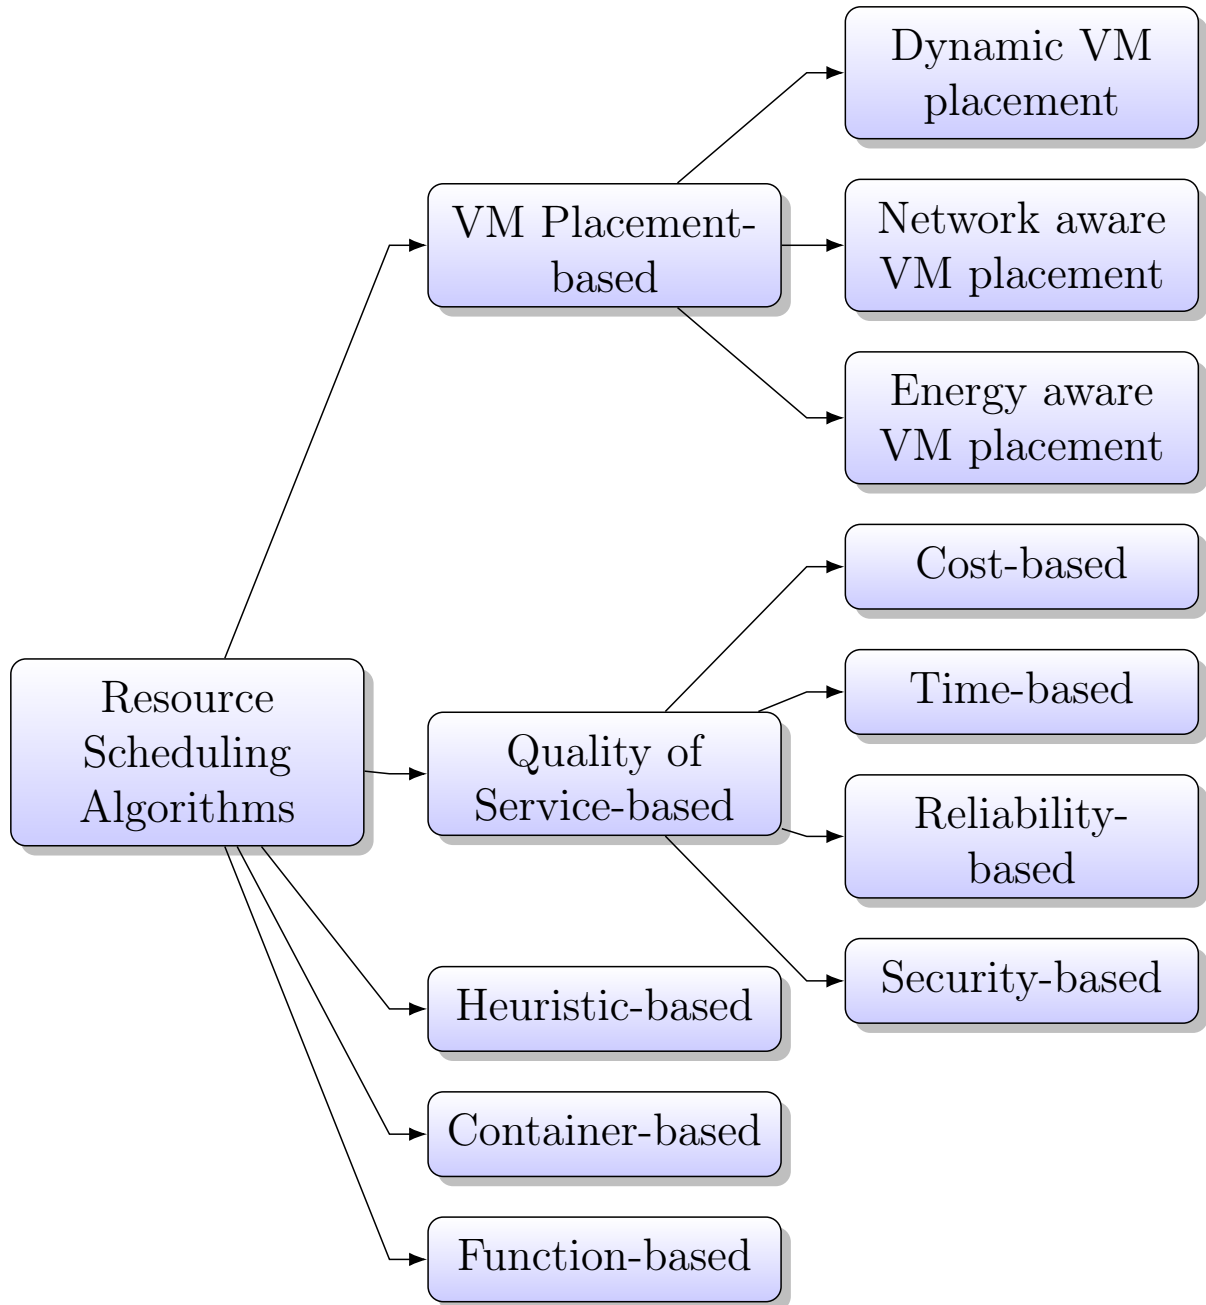 Dynamic VM
placement
VM Placement-
based
Network aware
VM placement
Energy aware
VM placement
Resource
Scheduling
Algorithms
Quality of
Service-based
Cost-based
Time-based
Reliability-
based
Security-based
Heuristic-based
Container-based
Function-based